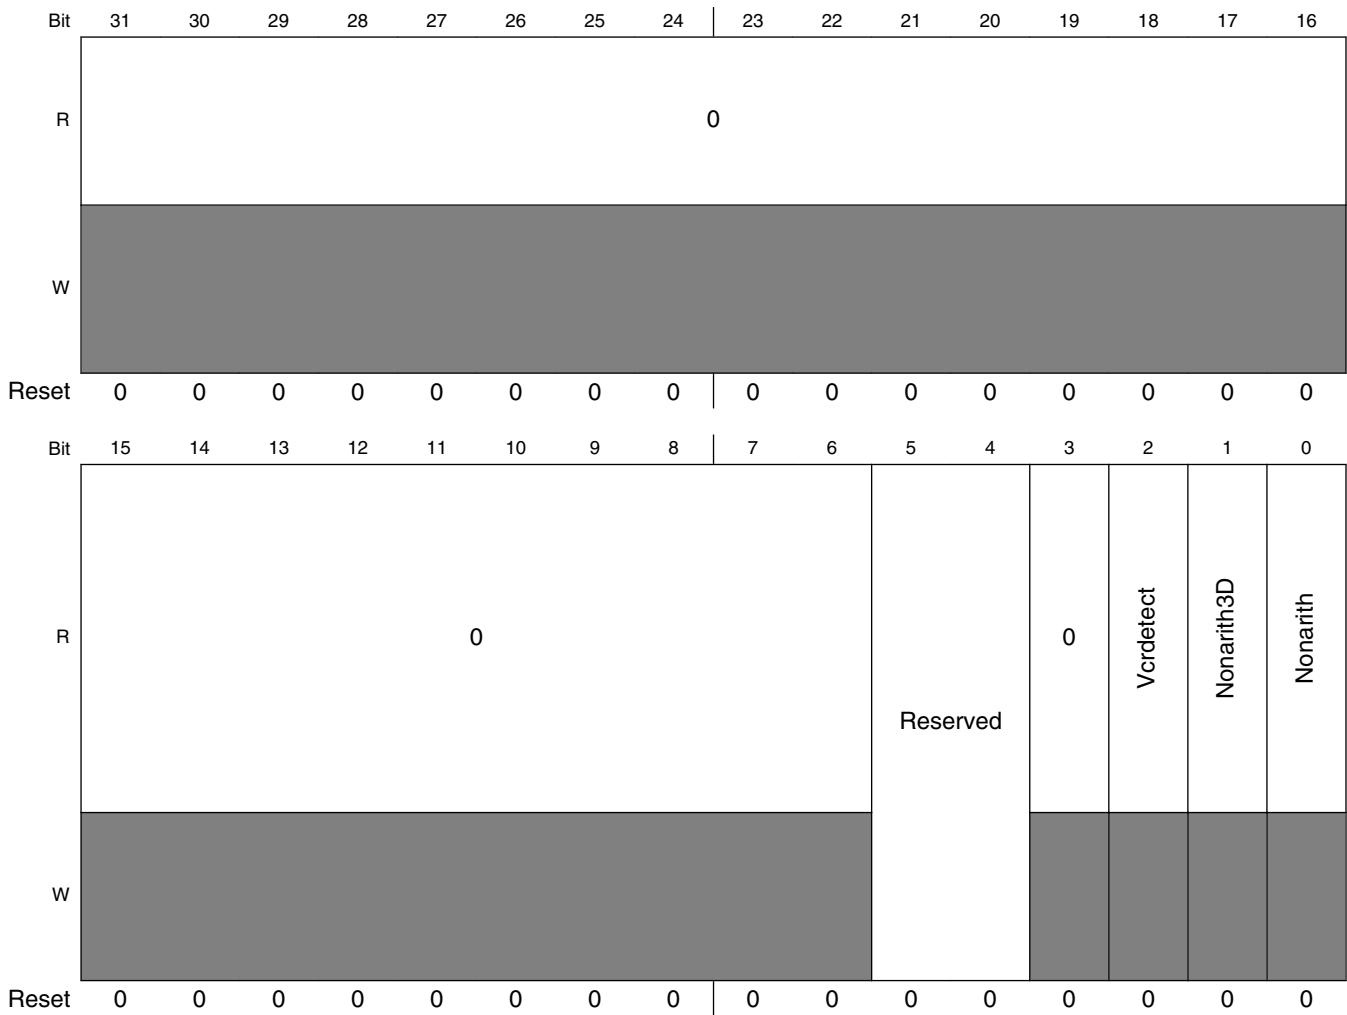 Bit 31 30 29 28 27 26 25 24 23 22 21 20 19 18 17 16
R 0
W
Reset 0 0 0 0 0 0 0 0 0 0 0 0 0 0 0 0
Bit 15 14 13 12 11 10 9 8 7 6 5 4 3 2 1 0
R 0 Reserved 0 Vcrdetect Nonarith3D Nonarith
W
Reset 0 0 0 0 0 0 0 0 0 0 0 0 0 0 0 0